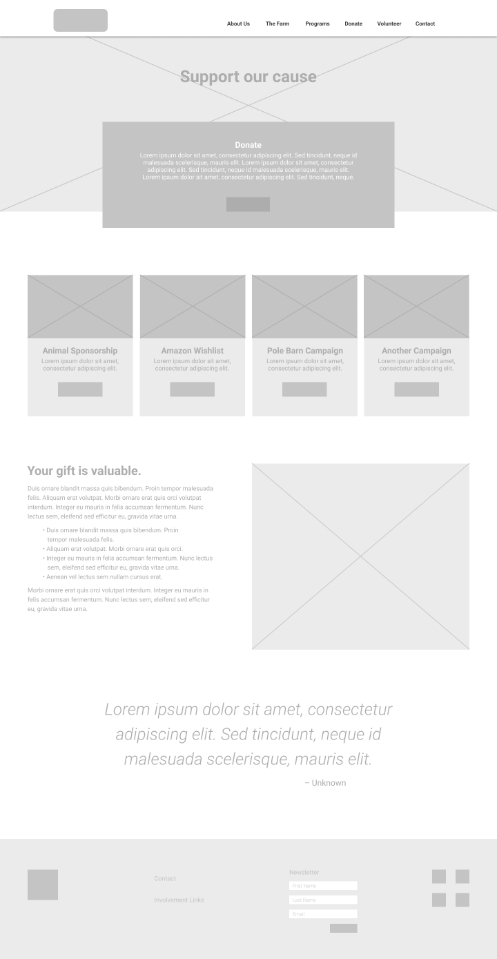 About Us
The Farm
Programs
Donate
Volunteer
Contact
Support our cause
Donate
Lorem ipsum dolor sit amet, consectetur adipiscing elit. Sed tincidunt, neque id
malesuada scelerisque, mauris elit. Lorem ipsum dolor sit amet, consectetur
adipiscing elit. Sed tincidunt, neque id malesuada scelerisque, mauris elit.
Lorem ipsum dolor sit amet, consectetur adipiscing elit. Sed tincidunt, neque.
Animal Sponsorship
Lorem ipsum dolor sit amet,
consectetur adipiscing elit.
Amazon Wishlist
Lorem ipsum dolor sit amet,
consectetur adipiscing elit.
Pole Barn Campaign
Lorem ipsum dolor sit amet,
consectetur adipiscing elit.
Another Campaign
Lorem ipsum dolor sit amet,
consectetur adipiscing elit.
Your gift is valuable.
Duis ornare blandit massa quis bibendum. Proin tempor malesuada
felis. Aliquam erat volutpat. Morbi ornare erat quis orci volutpat
interdum. Integer eu mauris in felis accumsan fermentum. Nunc
lectus sem, eleifend sed efficitur eu, gravida vitae urna.
• Duis ornare blandit massa quis bibendum. Proin
tempor malesuada felis.
• Aliquam erat volutpat. Morbi ornare erat quis orci.
• Integer eu mauris in felis accumsan fermentum. Nunc lectus
sem, eleifend sed efficitur eu, gravida vitae urna.
• Aenean vel lectus sem nullam cursus erat.
Morbi ornare erat quis orci volutpat interdum. Integer eu mauris in
felis accumsan fermentum. Nunc lectus sem, eleifend sed efficitur
eu, gravida vitae urna.
Lorem ipsum dolor sit amet, consectetur
adipiscing elit. Sed tincidunt, neque id
malesuada scelerisque, mauris elit.
– Unknown
Contact
Involvement Links
Newsletter
First Name
Last Name
Email